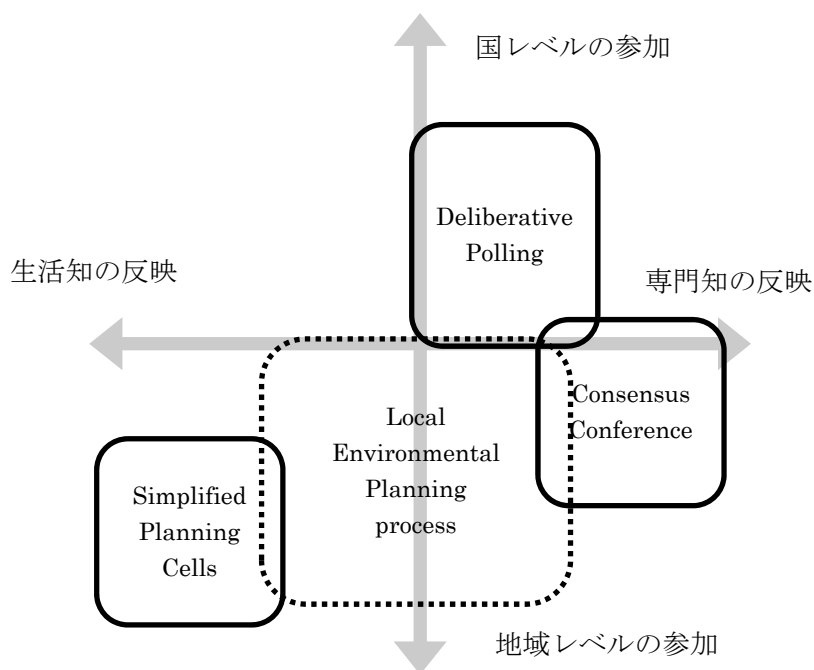 国レベルの参加
Deliberative
Polling
生活知の反映
専門知の反映
Consensus
Conference
Local
Environmental
Planning
process
Simplified
Planning
Cells
地域レベルの参加